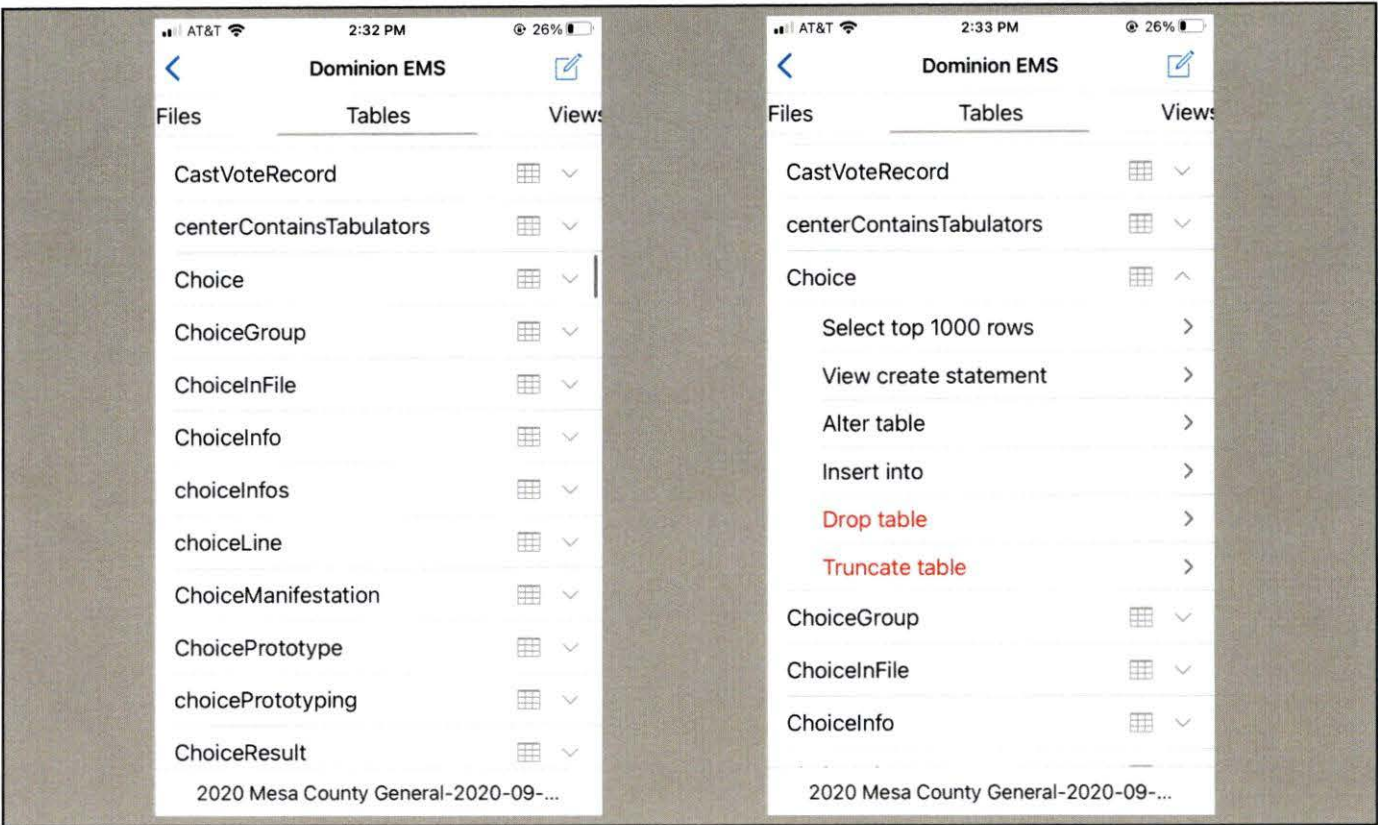 AT&T 2:32 PM 26%
Dominion EMS
Files Tables Views
CastVoteRecord
centerContainsTabulators
Choice
ChoiceGroup
ChoiceInFile
ChoiceInfo
choiceInfos
choiceLine
ChoiceManifestation
ChoicePrototype
choicePrototyping
ChoiceResult
2020 Mesa County General-2020-09-...
AT&T 2:33 PM 26%
Dominion EMS
Files Tables Views
CastVoteRecord
centerContainsTabulators
Choice
Select top 1000 rows
View create statement
Alter table
Insert into
Drop table
Truncate table
ChoiceGroup
ChoiceInFile
ChoiceInfo
2020 Mesa County General-2020-09-...